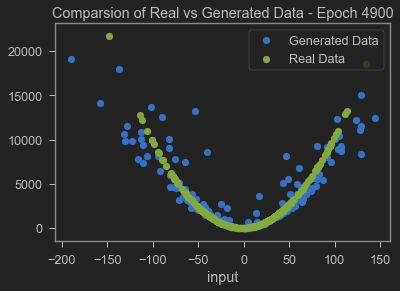 Comparsion of Real vs Generated Data - Epoch 4900
Generated Data
Real Data
20000
15000
10000
5000
0
−200 −150 −100 −50 0 50 100 150
input